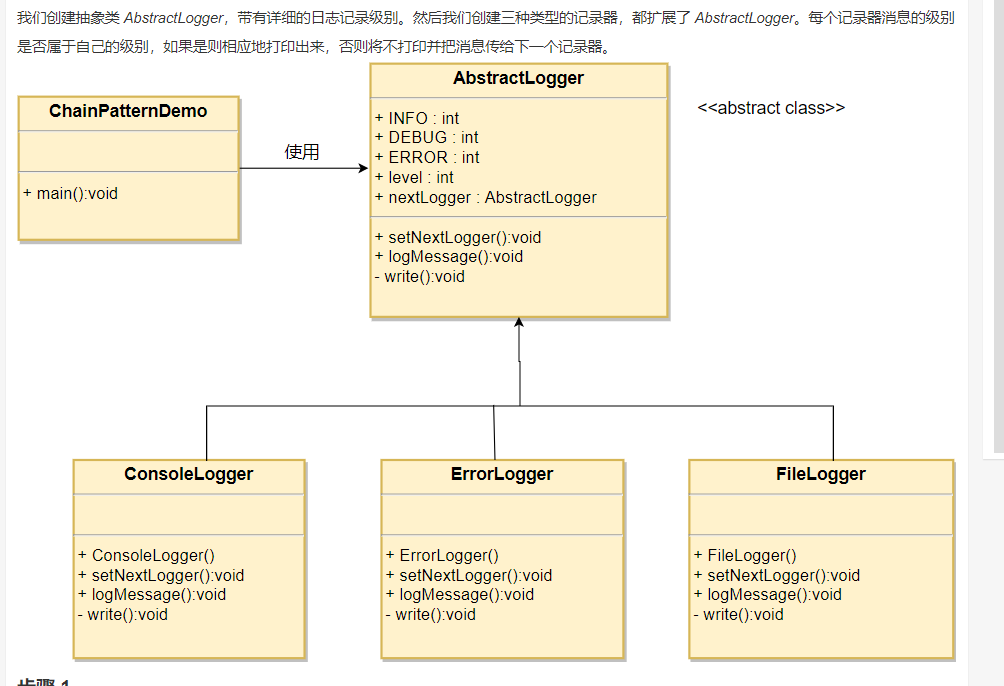 我们创建抽象类 AbstractLogger，带有详细的日志记录级别。然后我们创建三种类型的记录器，都扩展了 AbstractLogger。每个记录器消息的级别
是否属于自己的级别，如果是则相应地打印出来，否则将不打印并把消息传给下一个记录器。
AbstractLogger
<<abstract class>>
+ INFO : int
+ DEBUG : int
+ ERROR : int
+ level : int
+ nextLogger : AbstractLogger
+ setNextLogger():void
+ logMessage():void
- write():void
ChainPatternDemo
+ main():void
使用
ConsoleLogger
+ ConsoleLogger()
+ setNextLogger():void
+ logMessage():void
- write():void
ErrorLogger
+ ErrorLogger()
+ setNextLogger():void
+ logMessage():void
- write():void
FileLogger
+ FileLogger()
+ setNextLogger():void
+ logMessage():void
- write():void
步骤 1